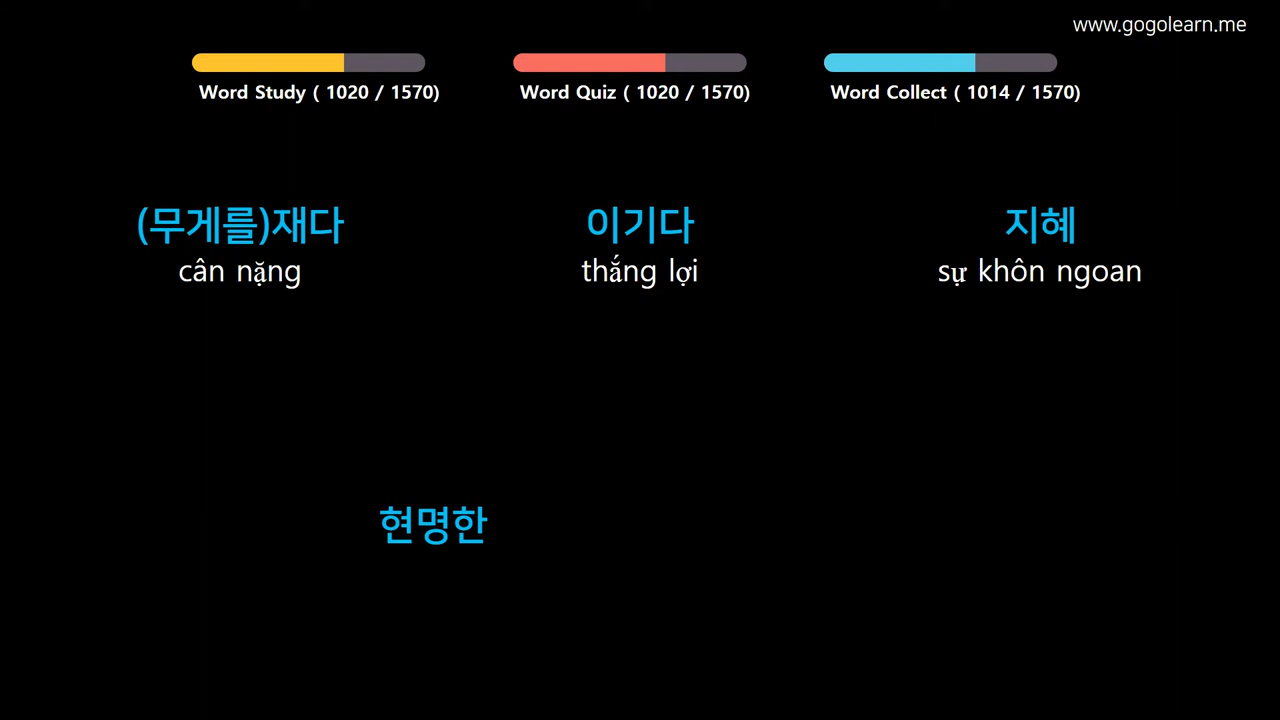 www.gogolearn.me
Word Study ( 1020 / 1570)
Word Quiz ( 1020 / 1570)
Word Collect ( 1014 / 1570)
(무게를)재다
cân nặng
이기다
thắng lợi
지혜
sự khôn ngoan
현명한